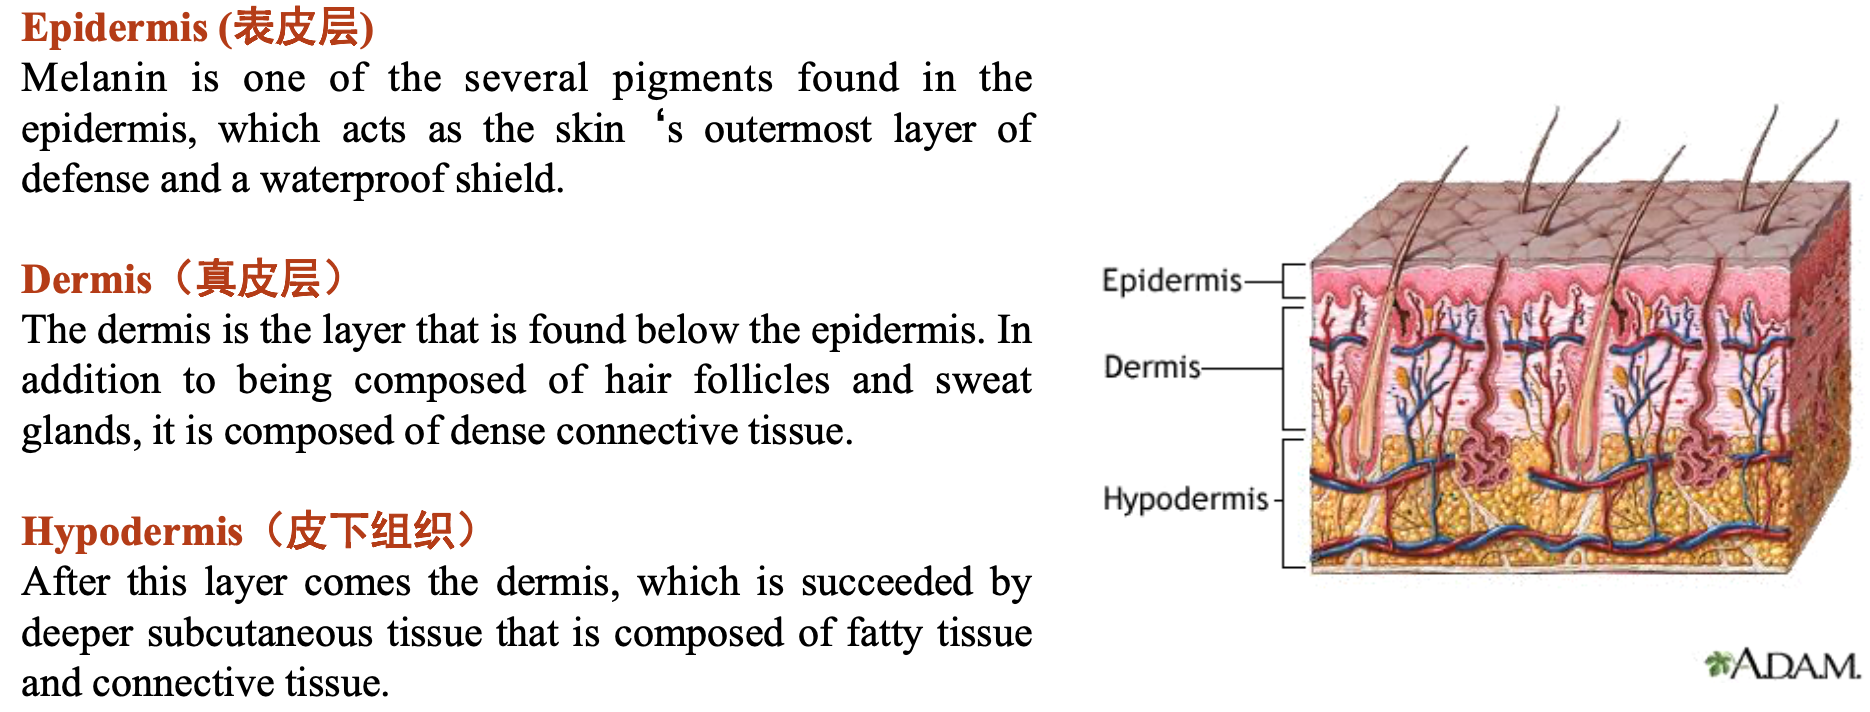 Epidermis (表皮层)
Melanin is one of the several pigments found in the
epidermis, which acts as the skin ‘s outermost layer of
defense and a waterproof shield.
Dermis（真皮层）
The dermis is the layer that is found below the epidermis. In
addition to being composed of hair follicles and sweat
glands, it is composed of dense connective tissue.
Hypodermis（皮下组织）
After this layer comes the dermis, which is succeeded by
deeper subcutaneous tissue that is composed of fatty tissue
and connective tissue.
Epidermis
Dermis
Hypodermis
A.D.A.M.